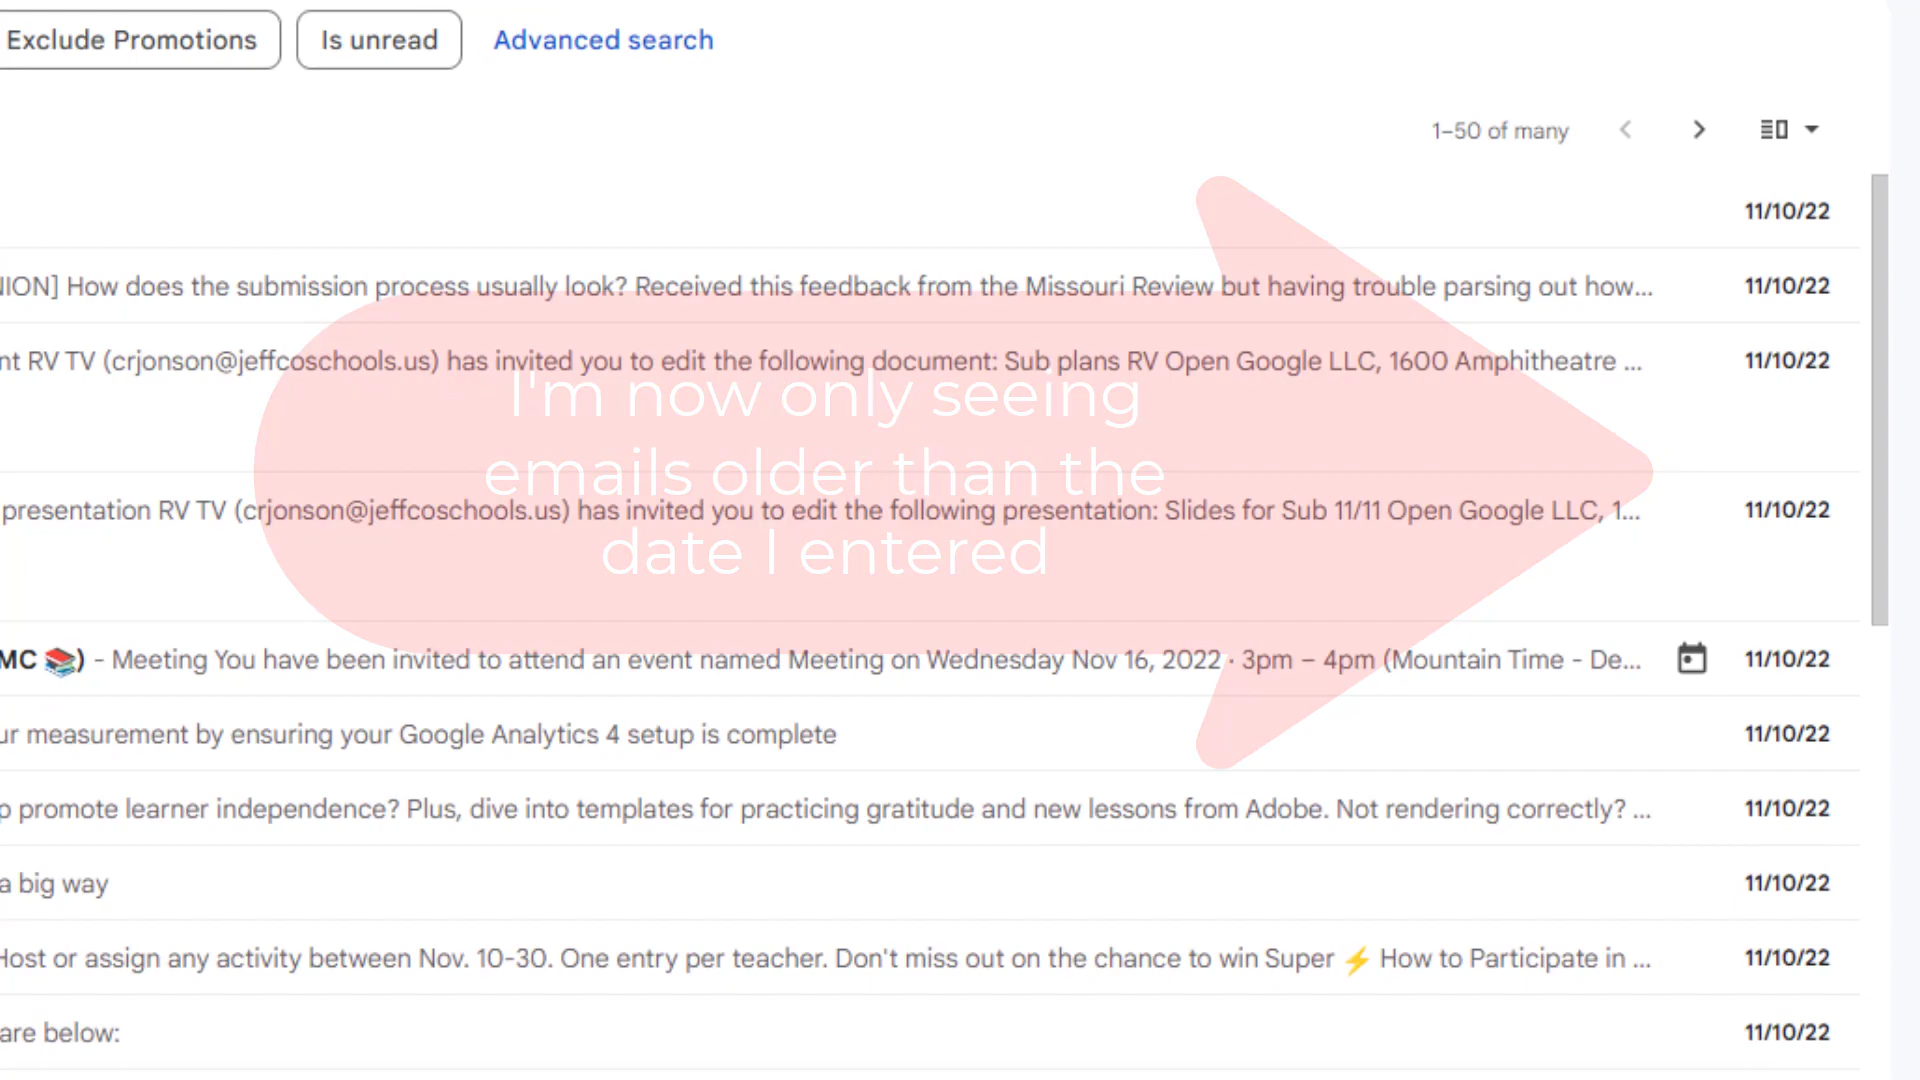 Exclude Promotions Is unread Advanced search
1–50 of many
11/10/22
NION] How does the submission process usually look? Received this feedback from the Missouri Review but having trouble parsing out how... 11/10/22
nt RV TV (crjonson@jeffcoschools.us) has invited you to edit the following document: Sub plans RV Open Google LLC, 1600 Amphitheatre ... 11/10/22
I'm now only seeing
emails older than the
presentation RV TV (crjonson@jeffcoschools.us) has invited you to edit the following presentation: Slides for Sub 11/11 Open Google LLC, 1... 11/10/22
date I entered
MC 📚) - Meeting You have been invited to attend an event named Meeting on Wednesday Nov 16, 2022 · 3pm – 4pm (Mountain Time - De... 11/10/22
ur measurement by ensuring your Google Analytics 4 setup is complete 11/10/22
p promote learner independence? Plus, dive into templates for practicing gratitude and new lessons from Adobe. Not rendering correctly? ... 11/10/22
a big way 11/10/22
Host or assign any activity between Nov. 10-30. One entry per teacher. Don't miss out on the chance to win Super ⚡ How to Participate in ... 11/10/22
are below: 11/10/22